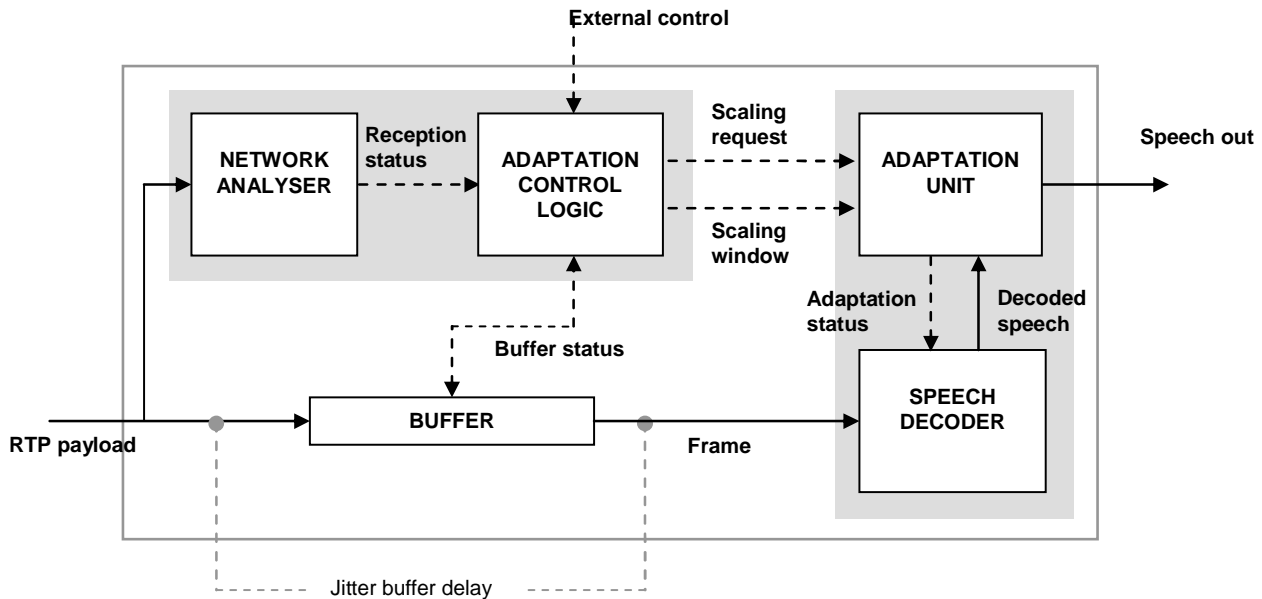 External control
NETWORK
ANALYSER
Reception
status
ADAPTATION
CONTROL
LOGIC
Scaling
request
Scaling
window
ADAPTATION
UNIT
Speech out
Adaptation
status
Decoded
speech
Buffer status
BUFFER
SPEECH
DECODER
RTP payload
Frame
Jitter buffer delay